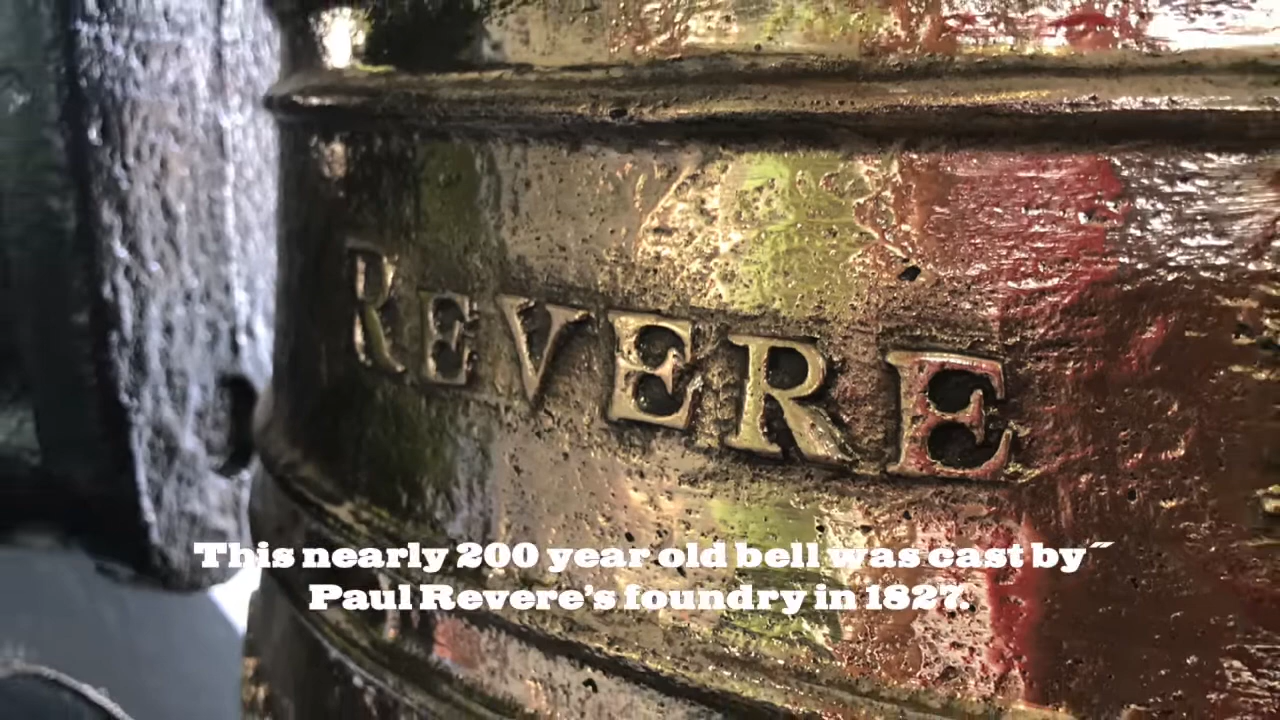 REVERE
This nearly 200 year old bell was cast by˝
Paul Revere's foundry in 1827.